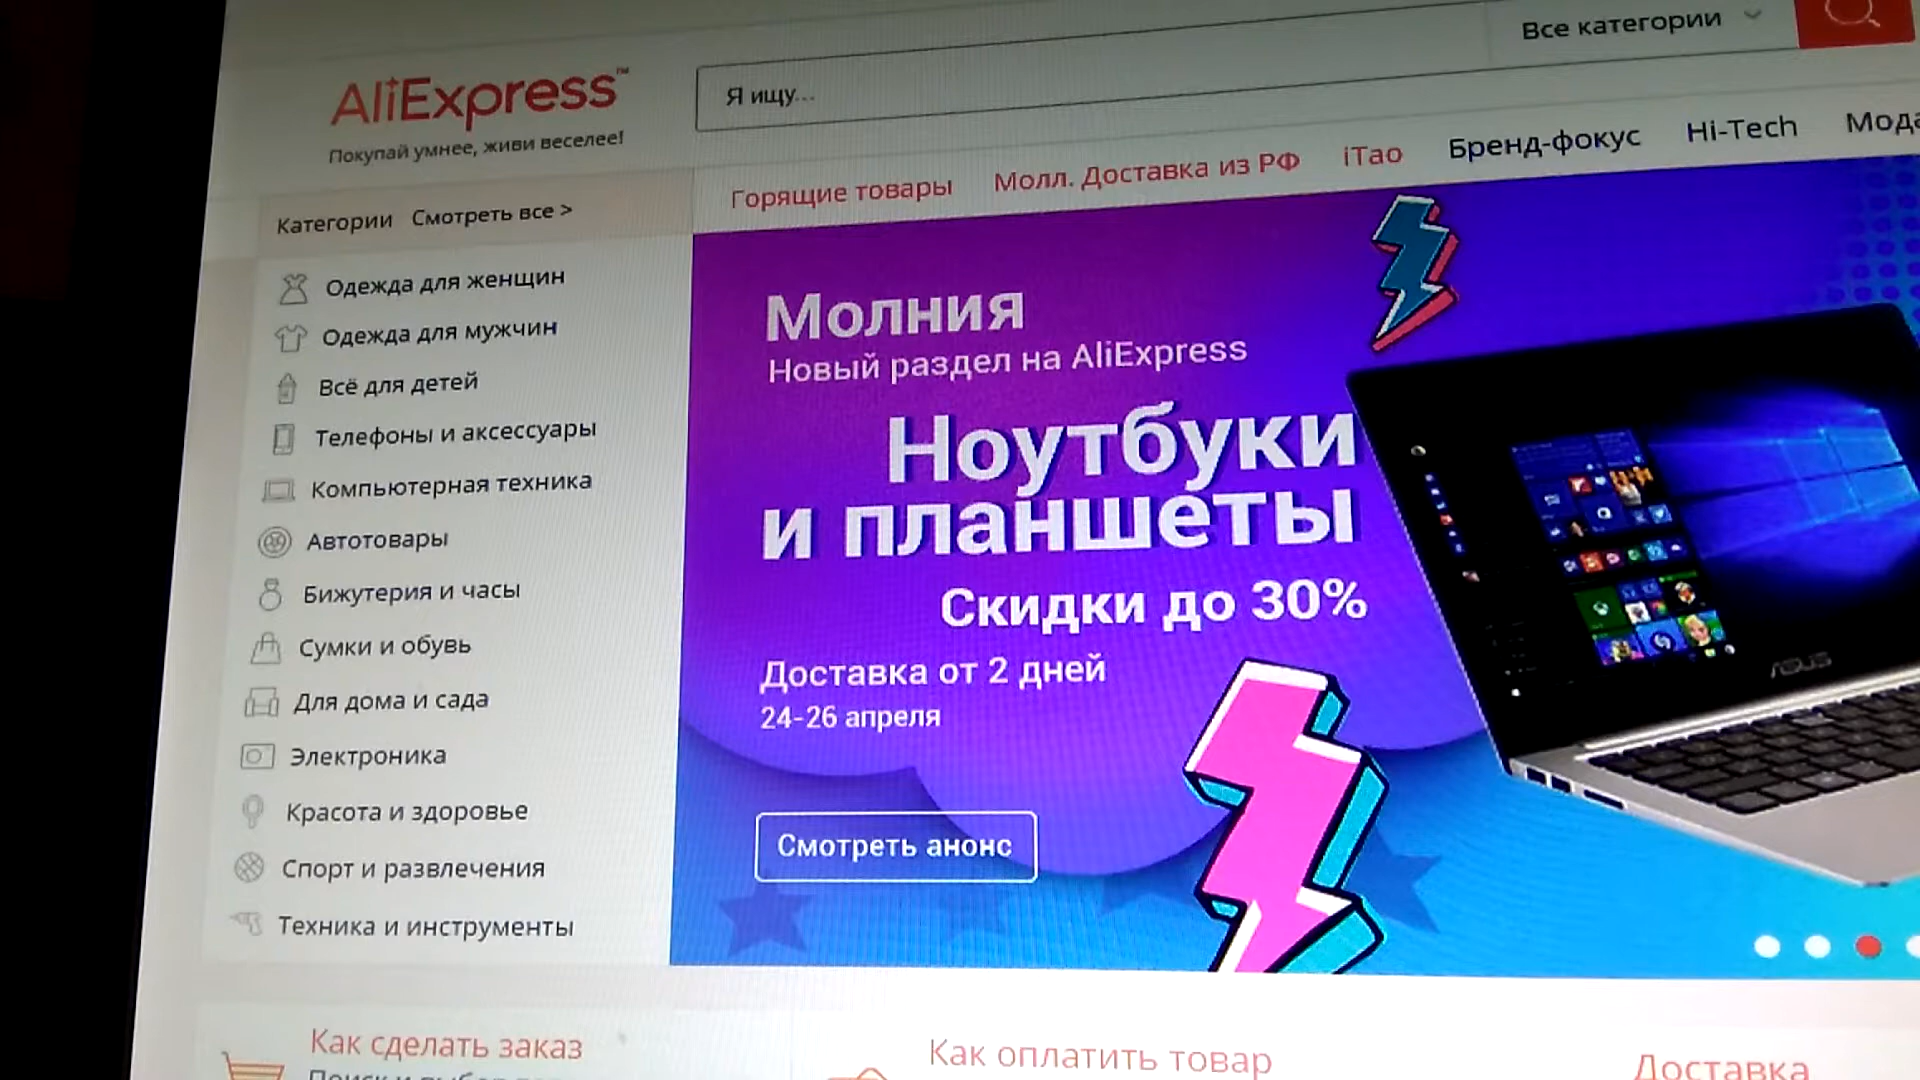 Все категории
AliExpress™
Я ищу...
Покупай умнее, живи веселее!
Горящие товары Молл. Доставка из РФ iTao Бренд-фокус Hi-Tech Мода
Категории Смотреть все >
Одежда для женщин
Одежда для мужчин
Всё для детей
Телефоны и аксессуары
Компьютерная техника
Автотовары
Бижутерия и часы
Сумки и обувь
Для дома и сада
Электроника
Красота и здоровье
Спорт и развлечения
Техника и инструменты
Молния
Новый раздел на AliExpress
Ноутбуки
и планшеты
Скидки до 30%
Доставка от 2 дней
24-26 апреля
Смотреть анонс
ASUS
Как сделать заказ
Как оплатить товар
Доставка